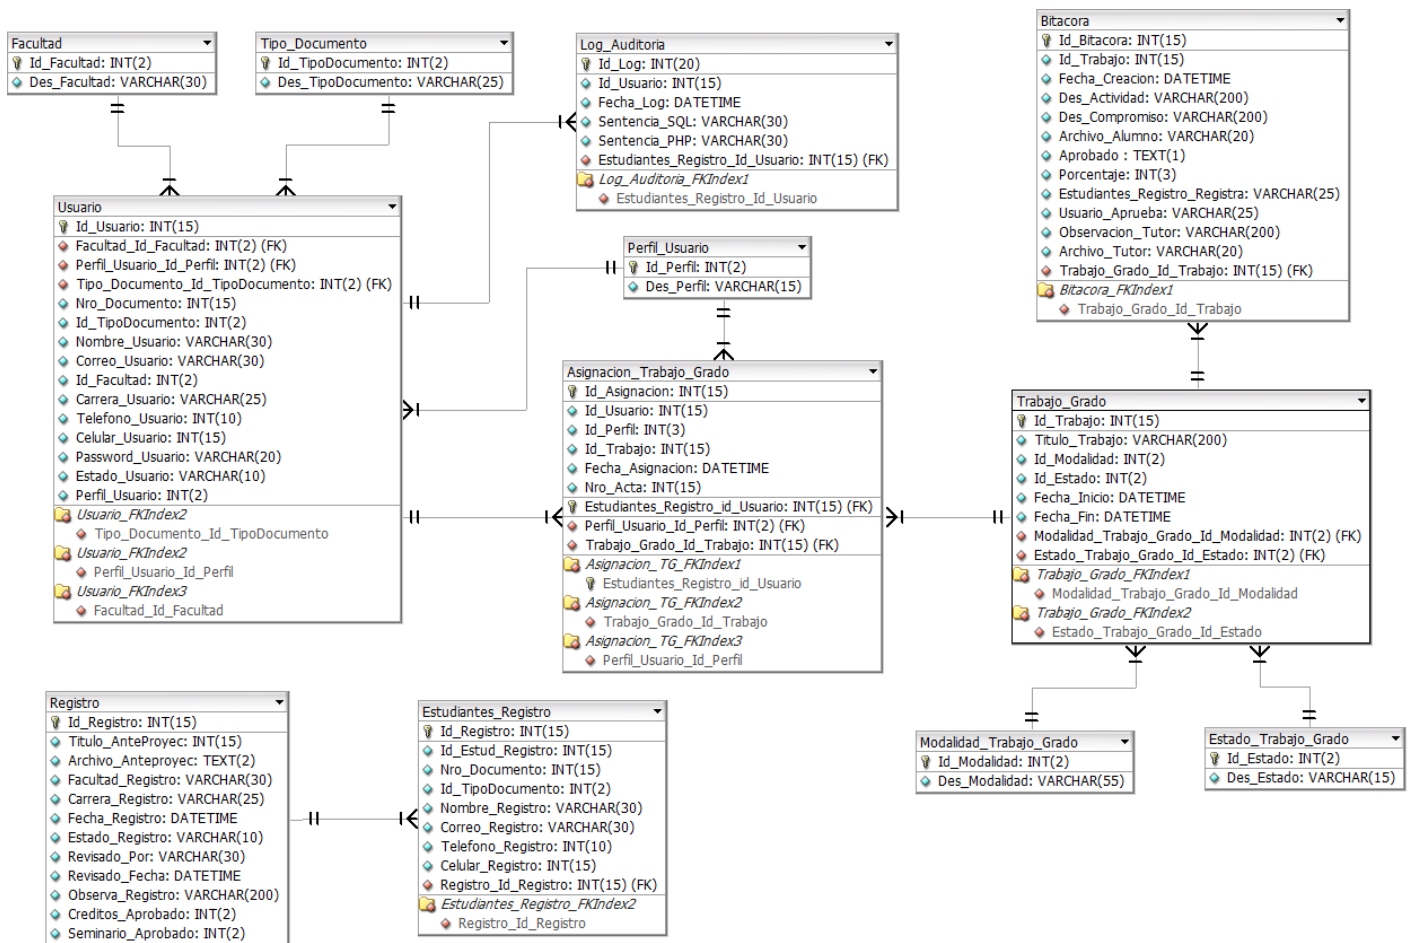 Facultad
Id_Facultad: INT(2)
Des_Facultad: VARCHAR(30)
Tipo_Documento
Id_TipoDocumento: INT(2)
Des_TipoDocumento: VARCHAR(25)
Log_Auditoria
Id_Log: INT(20)
Id_Usuario: INT(15)
Fecha_Log: DATETIME
Sentencia_SQL: VARCHAR(30)
Sentencia_PHP: VARCHAR(30)
Estudiantes_Registro_Id_Usuario: INT(15) (FK)
Log_Auditoria_FKIndex1
Estudiantes_Registro_Id_Usuario
Bitacora
Id_Bitacora: INT(15)
Id_Trabajo: INT(15)
Fecha_Creacion: DATETIME
Des_Actividad: VARCHAR(200)
Des_Compromiso: VARCHAR(200)
Archivo_Alumno: VARCHAR(20)
Aprobado : TEXT(1)
Porcentaje: INT(3)
Estudiantes_Registro_Registra: VARCHAR(25)
Usuario_Aprueba: VARCHAR(25)
Observacion_Tutor: VARCHAR(200)
Archivo_Tutor: VARCHAR(20)
Trabajo_Grado_Id_Trabajo: INT(15) (FK)
Bitacora_FKIndex1
Trabajo_Grado_Id_Trabajo
Usuario
Id_Usuario: INT(15)
Facultad_Id_Facultad: INT(2) (FK)
Perfil_Usuario_Id_Perfil: INT(2) (FK)
Tipo_Documento_Id_TipoDocumento: INT(2) (FK)
Nro_Documento: INT(15)
Id_TipoDocumento: INT(2)
Nombre_Usuario: VARCHAR(30)
Correo_Usuario: VARCHAR(30)
Id_Facultad: INT(2)
Carrera_Usuario: VARCHAR(25)
Telefono_Usuario: INT(10)
Celular_Usuario: INT(15)
Password_Usuario: VARCHAR(20)
Estado_Usuario: VARCHAR(10)
Perfil_Usuario: INT(2)
Usuario_FKIndex2
Tipo_Documento_Id_TipoDocumento
Usuario_FKIndex2
Perfil_Usuario_Id_Perfil
Usuario_FKIndex3
Facultad_Id_Facultad
Perfil_Usuario
Id_Perfil: INT(2)
Des_Perfil: VARCHAR(15)
Asignacion_Trabajo_Grado
Id_Asignacion: INT(15)
Id_Usuario: INT(15)
Id_Perfil: INT(3)
Id_Trabajo: INT(15)
Fecha_Asignacion: DATETIME
Nro_Acta: INT(15)
Estudiantes_Registro_id_Usuario: INT(15) (FK)
Perfil_Usuario_Id_Perfil: INT(2) (FK)
Trabajo_Grado_Id_Trabajo: INT(15) (FK)
Asignacion_TG_FKIndex1
Estudiantes_Registro_id_Usuario
Asignacion_TG_FKIndex2
Trabajo_Grado_Id_Trabajo
Asignacion_TG_FKIndex3
Perfil_Usuario_Id_Perfil
Trabajo_Grado
Id_Trabajo: INT(15)
Titulo_Trabajo: VARCHAR(200)
Id_Modalidad: INT(2)
Id_Estado: INT(2)
Fecha_Inicio: DATETIME
Fecha_Fin: DATETIME
Modalidad_Trabajo_Grado_Id_Modalidad: INT(2) (FK)
Estado_Trabajo_Grado_Id_Estado: INT(2) (FK)
Trabajo_Grado_FKIndex1
Modalidad_Trabajo_Grado_Id_Modalidad
Trabajo_Grado_FKIndex2
Estado_Trabajo_Grado_Id_Estado
Registro
Id_Registro: INT(15)
Titulo_AnteProyec: INT(15)
Archivo_Anteproyec: TEXT(2)
Facultad_Registro: VARCHAR(30)
Carrera_Registro: VARCHAR(25)
Fecha_Registro: DATETIME
Estado_Registro: VARCHAR(10)
Revisado_Por: VARCHAR(30)
Revisado_Fecha: DATETIME
Observa_Registro: VARCHAR(200)
Creditos_Aprobado: INT(2)
Seminario_Aprobado: INT(2)
Estudiantes_Registro
Id_Registro: INT(15)
Id_Estud_Registro: INT(15)
Nro_Documento: INT(15)
Id_TipoDocumento: INT(2)
Nombre_Registro: VARCHAR(30)
Correo_Registro: VARCHAR(30)
Telefono_Registro: INT(10)
Celular_Registro: INT(15)
Registro_Id_Registro: INT(15) (FK)
Estudiantes_Registro_FKIndex2
Registro_Id_Registro
Modalidad_Trabajo_Grado
Id_Modalidad: INT(2)
Des_Modalidad: VARCHAR(55)
Estado_Trabajo_Grado
Id_Estado: INT(2)
Des_Estado: VARCHAR(15)